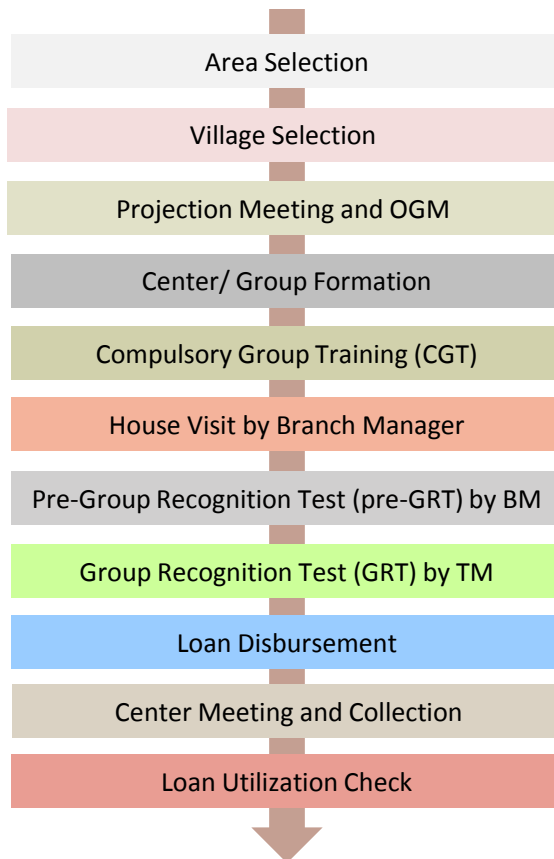 Area Selection
Village Selection
Projection Meeting and OGM
Center/ Group Formation
Compulsory Group Training (CGT)
House Visit by Branch Manager
Pre-Group Recognition Test (pre-GRT) by BM
Group Recognition Test (GRT) by TM
Loan Disbursement
Center Meeting and Collection
Loan Utilization Check